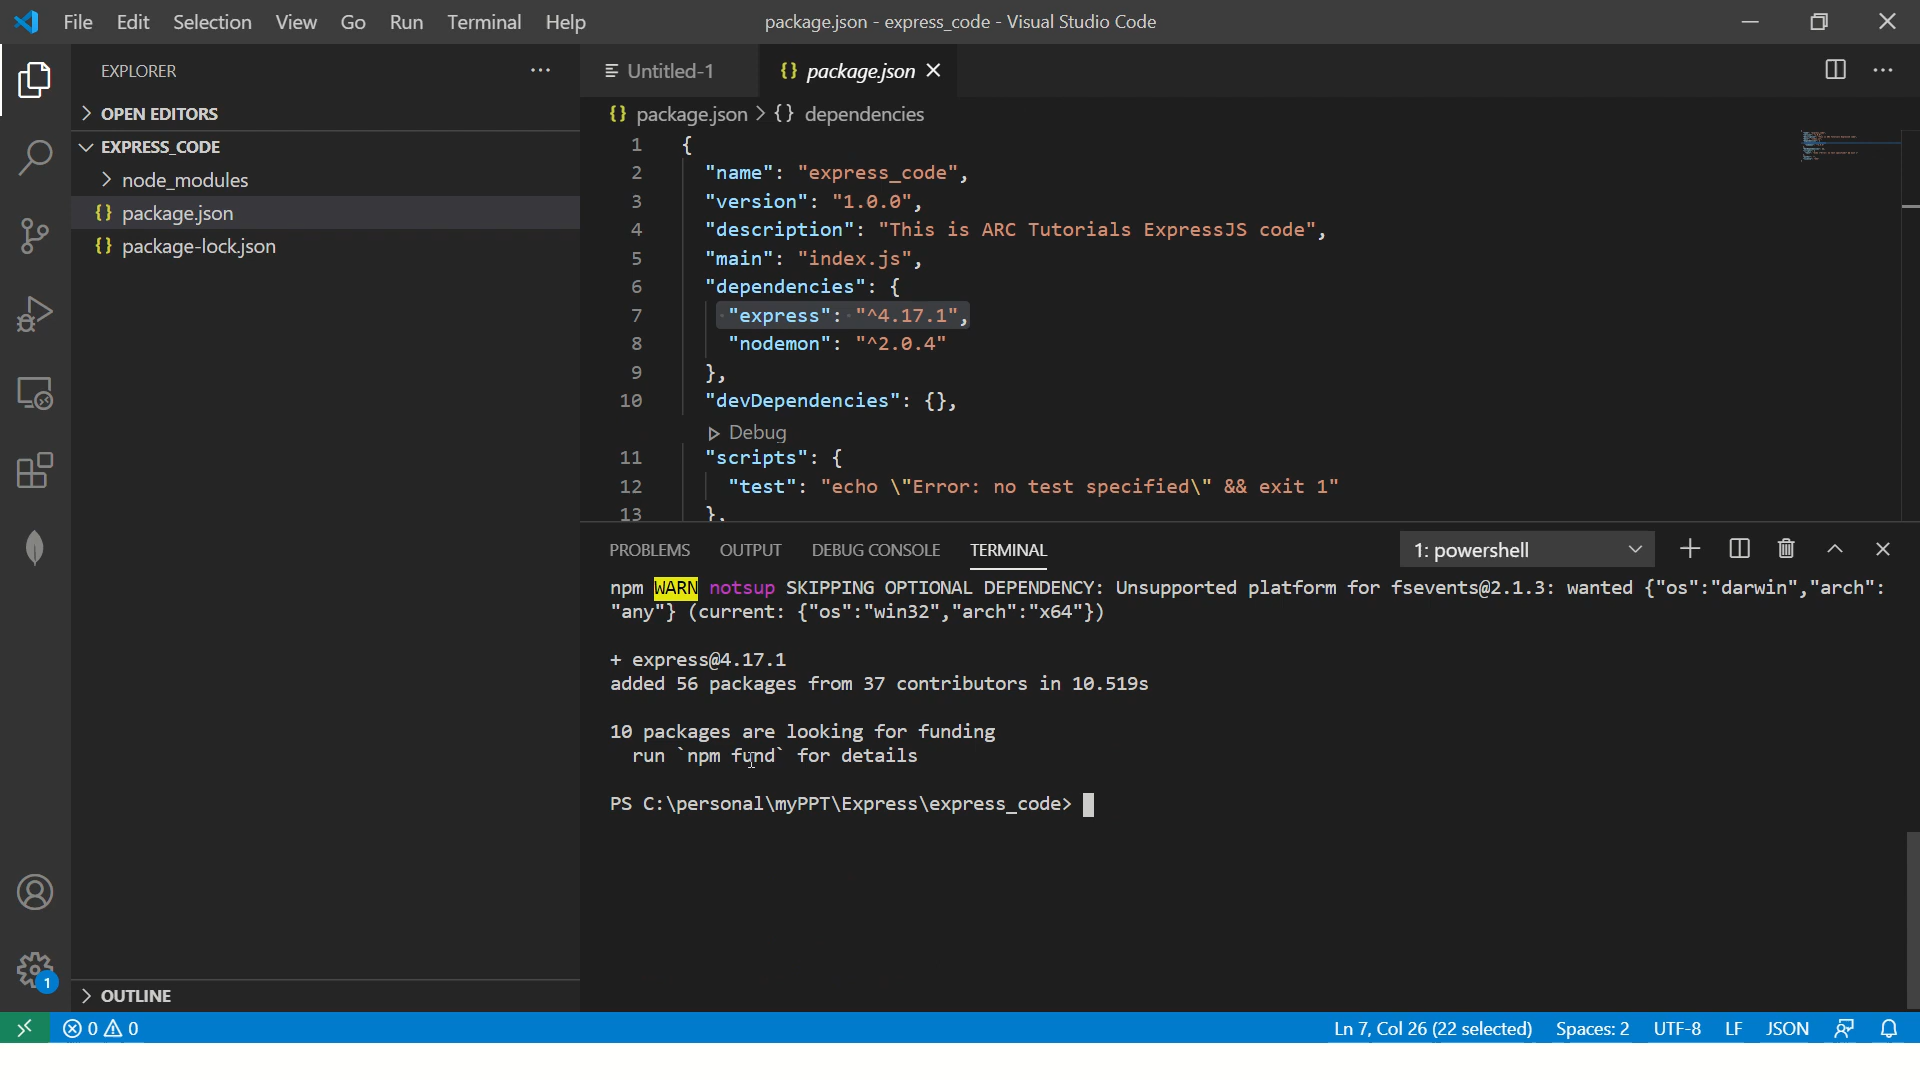 File Edit Selection View Go Run Terminal Help package.json - express_code - Visual Studio Code
EXPLORER
OPEN EDITORS
EXPRESS_CODE
node_modules
{} package.json
{} package-lock.json
OUTLINE
1
Untitled-1 {} package.json
{} package.json > {} dependencies
1 {
2 "name": "express_code",
3 "version": "1.0.0",
4 "description": "This is ARC Tutorials ExpressJS code",
5 "main": "index.js",
6 "dependencies": {
7 "express": "^4.17.1",
8 "nodemon": "^2.0.4"
9 },
10 "devDependencies": {},
Debug
11 "scripts": {
12 "test": "echo \"Error: no test specified\" && exit 1"
13 },
PROBLEMS OUTPUT DEBUG CONSOLE TERMINAL 1: powershell
npm WARN notsup SKIPPING OPTIONAL DEPENDENCY: Unsupported platform for fsevents@2.1.3: wanted {"os":"darwin","arch":
"any"} (current: {"os":"win32","arch":"x64"})
+ express@4.17.1
added 56 packages from 37 contributors in 10.519s
10 packages are looking for funding
run `npm fund` for details
PS C:\personal\myPPT\Express\express_code>
0 0 Ln 7, Col 26 (22 selected) Spaces: 2 UTF-8 LF JSON